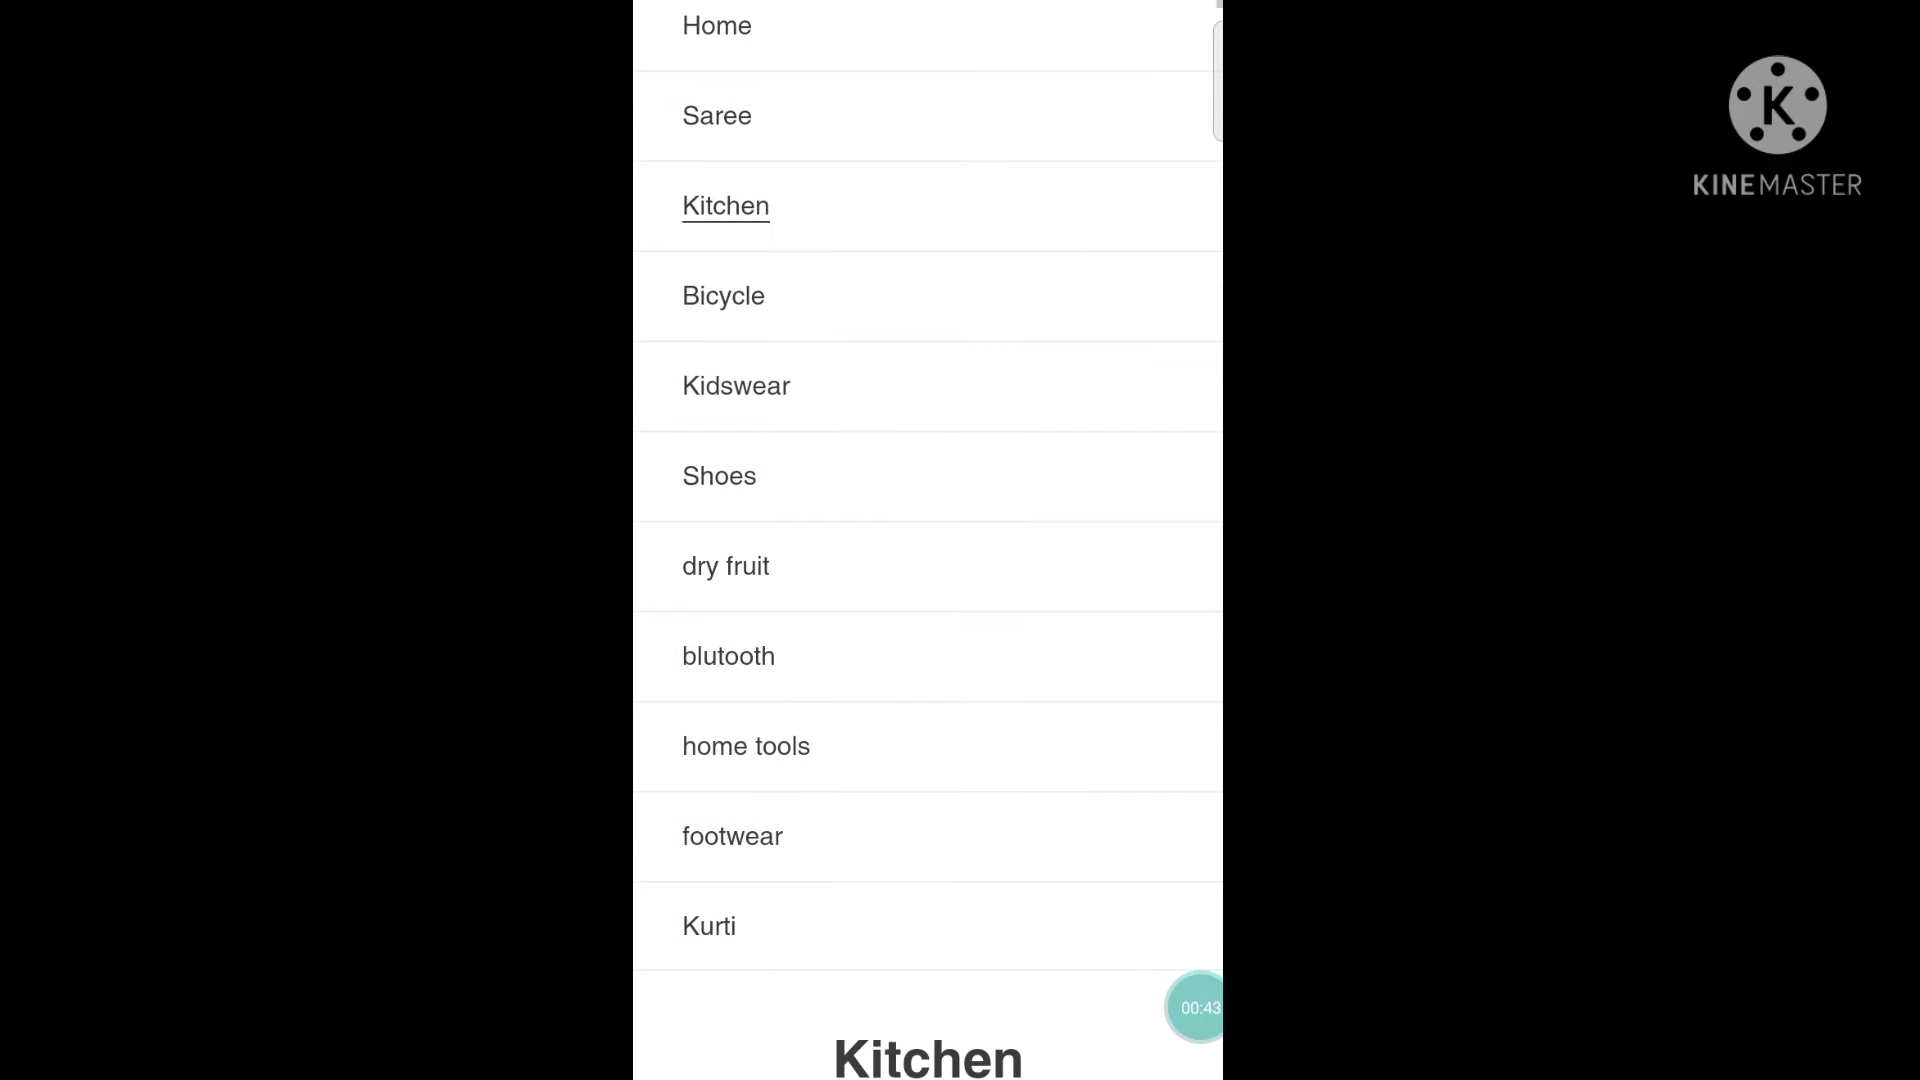 Home
Saree
Kitchen
Bicycle
Kidswear
Shoes
dry fruit
blutooth
home tools
footwear
Kurti
00:43
Kitchen
K
KINEMASTER